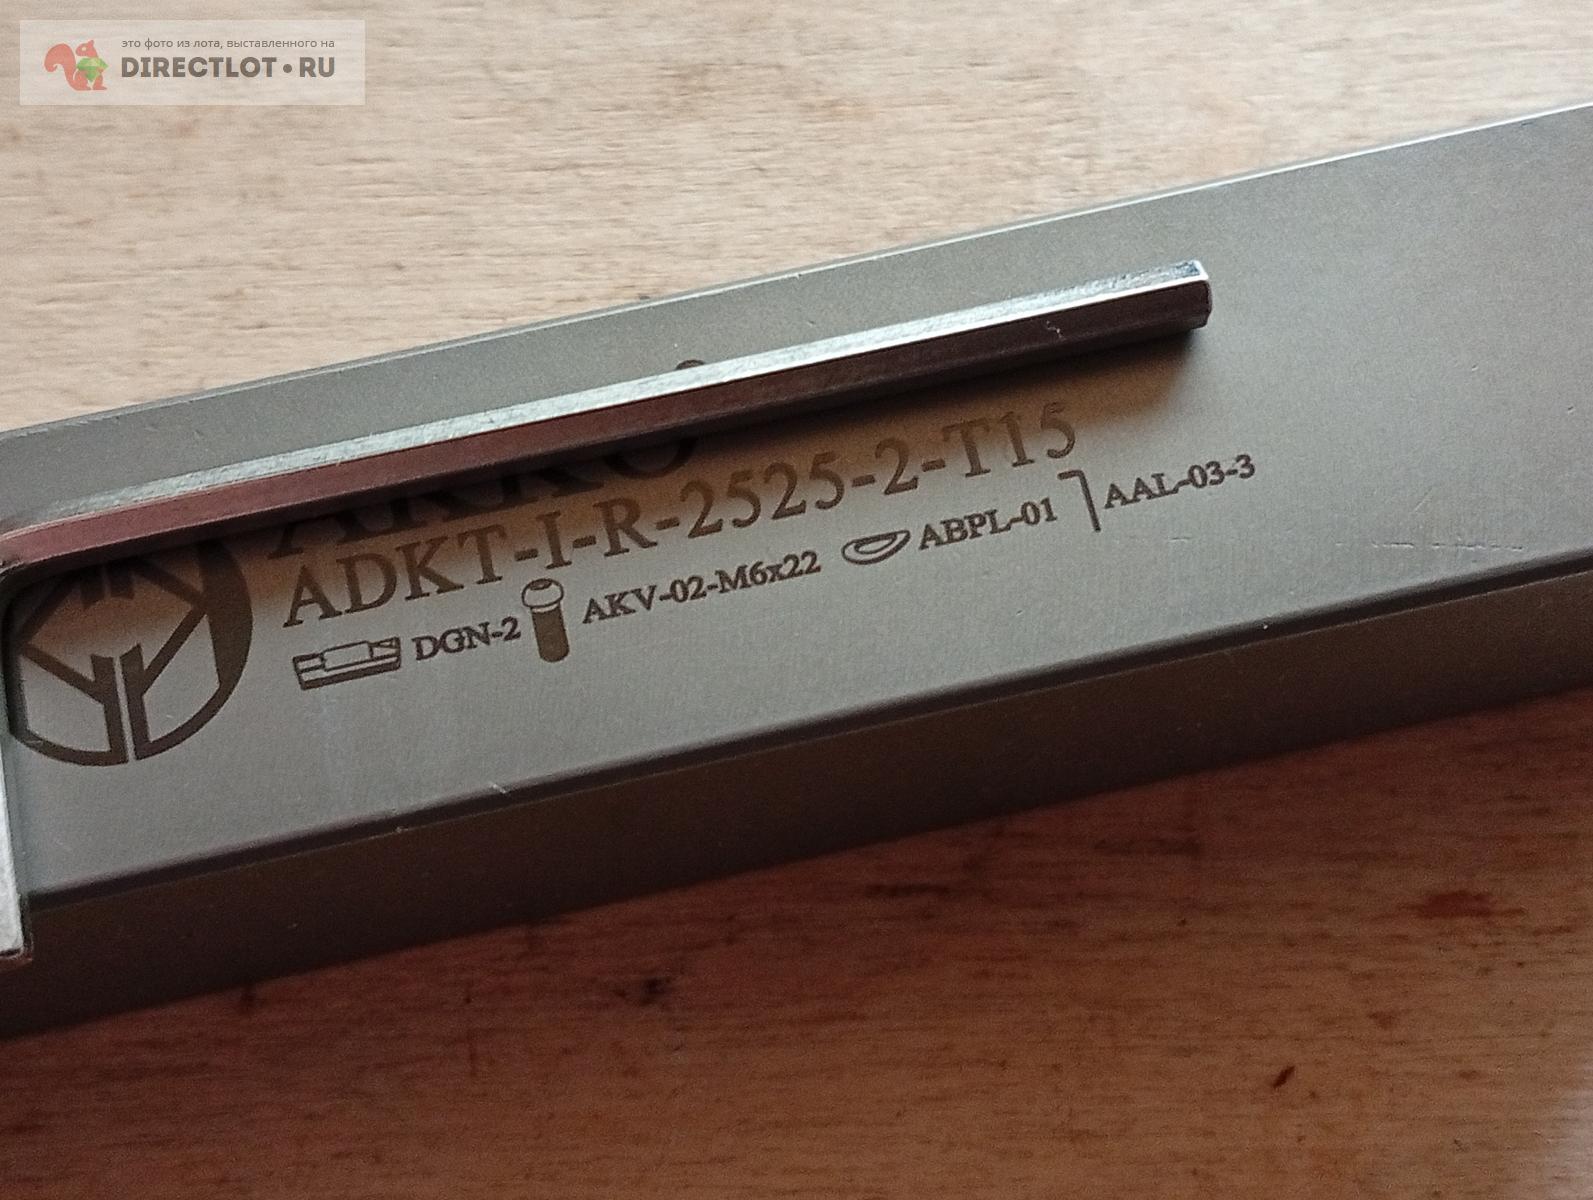 это фото из лота, выставленного на
DIRECTLOT•RU
AKKO
ADKT-I-R-2525-2-T15
DGN-2 AKV-02-M6x22 ABPL-01 AAL-03-3